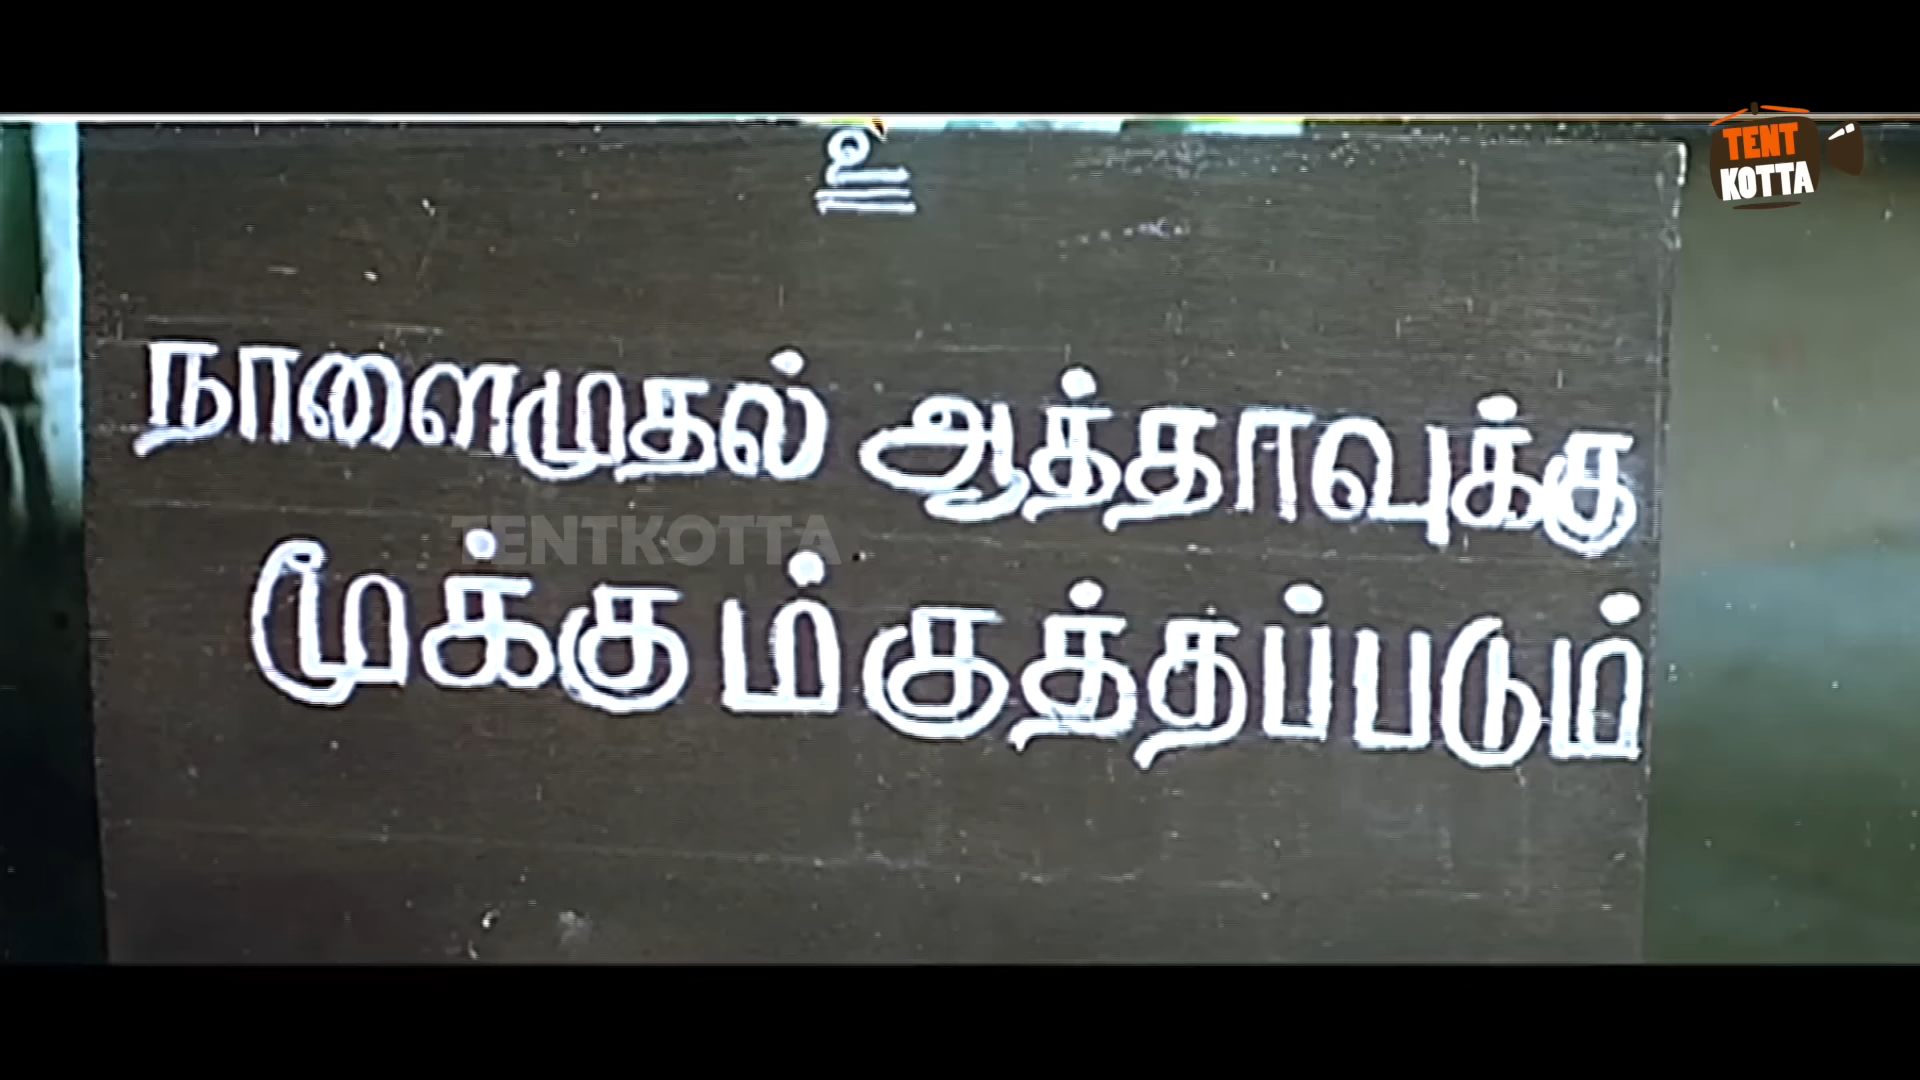 உ
TENT
KOTTA
நாளைமுதல் ஆத்தாவுக்கு
TENTKOTTA
மூக்கும் குத்தப்படும்